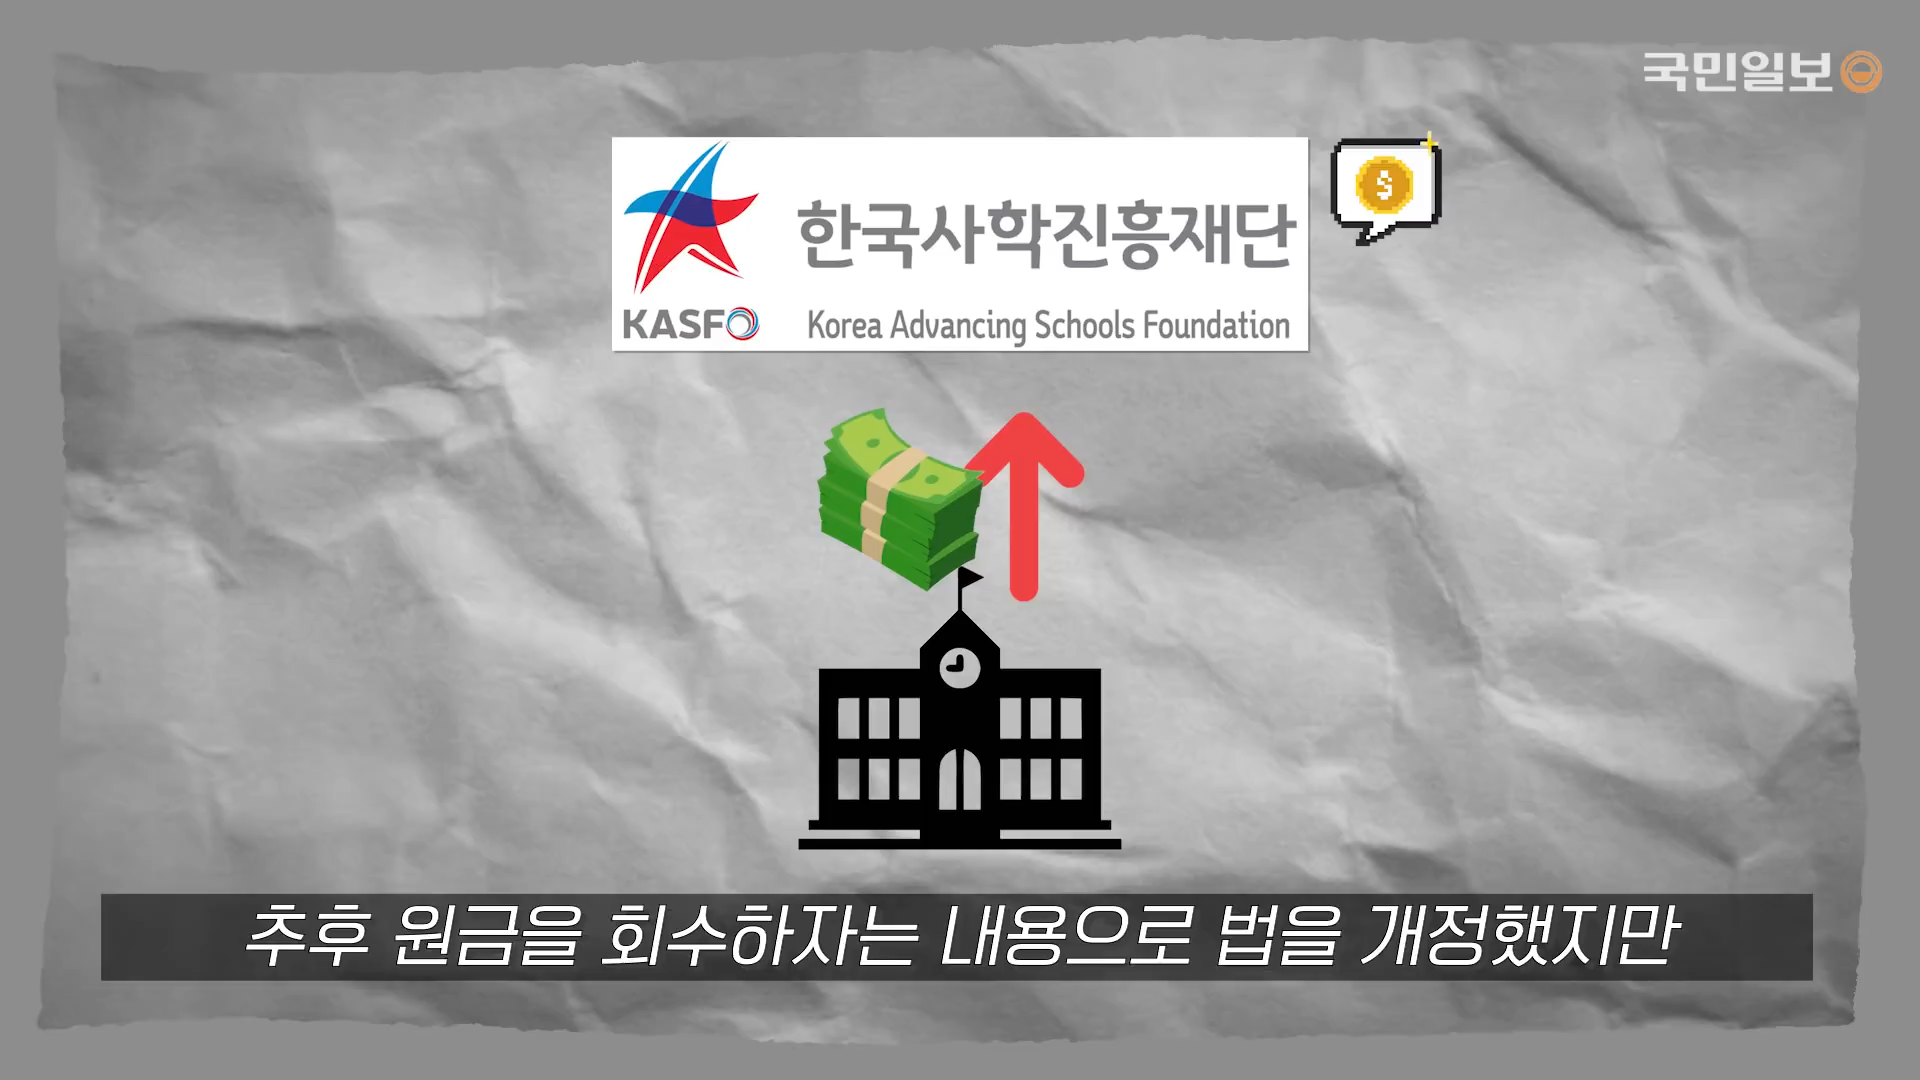 국민일보
한국사학진흥재단
KASFO
Korea Advancing Schools Foundation
추후 원금을 회수하자는 내용으로 법을 개정했지만